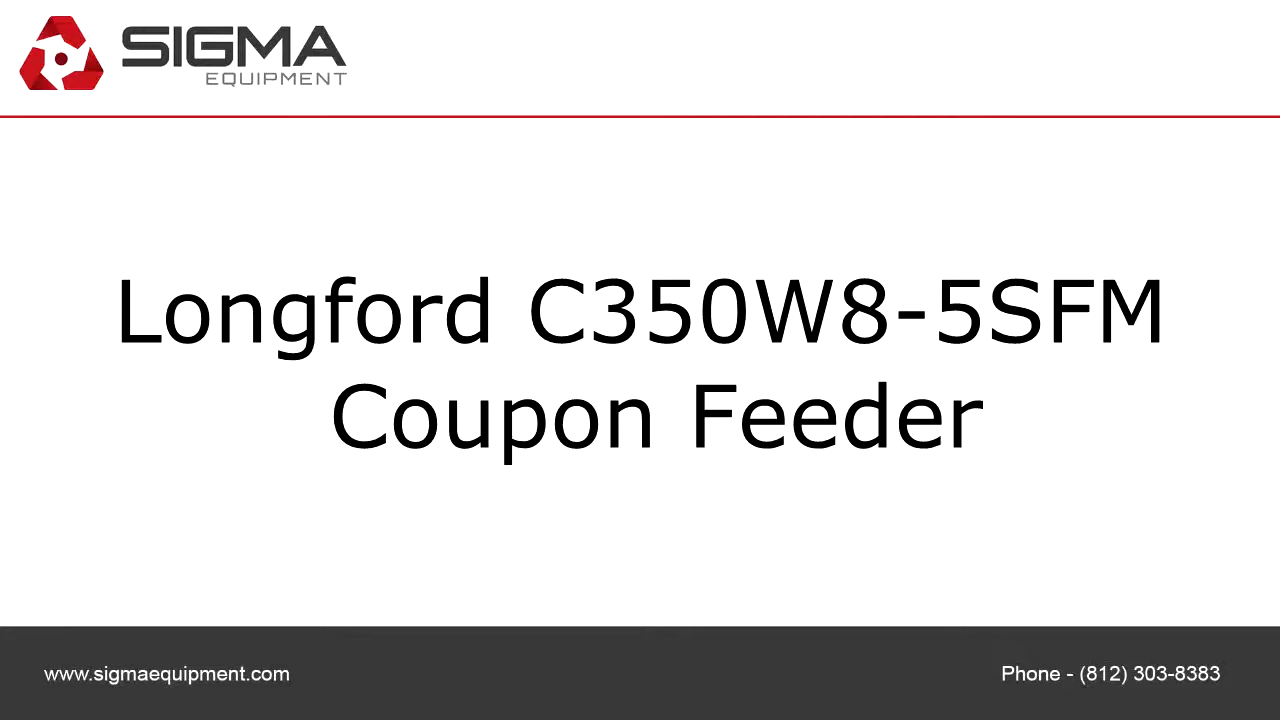 SIGMA
EQUIPMENT
Longford C350W8-5SFM
Coupon Feeder
www.sigmaequipment.com
Phone - (812) 303-8383